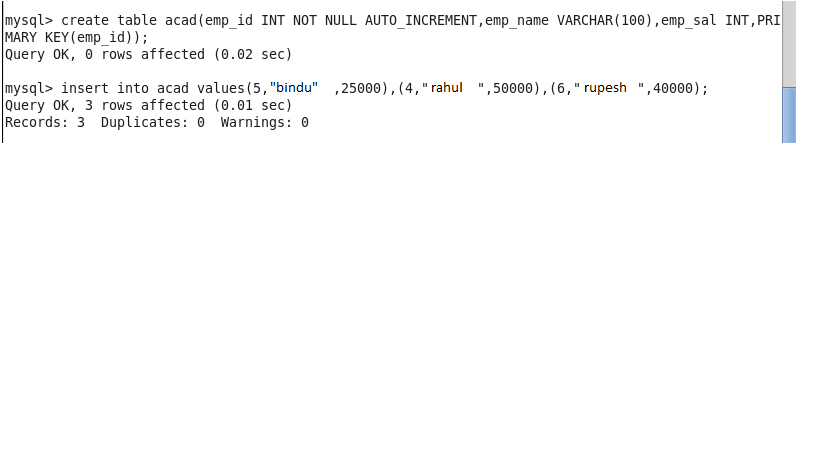 mysql> create table acad(emp_id INT NOT NULL AUTO_INCREMENT,emp_name VARCHAR(100),emp_sal INT,PRI
MARY KEY(emp_id));
Query OK, 0 rows affected (0.02 sec)
mysql> insert into acad values(5,"bindu"  ,25000),(4,"rahul  ",50000),(6,"rupesh  ",40000);
Query OK, 3 rows affected (0.01 sec)
Records: 3  Duplicates: 0  Warnings: 0